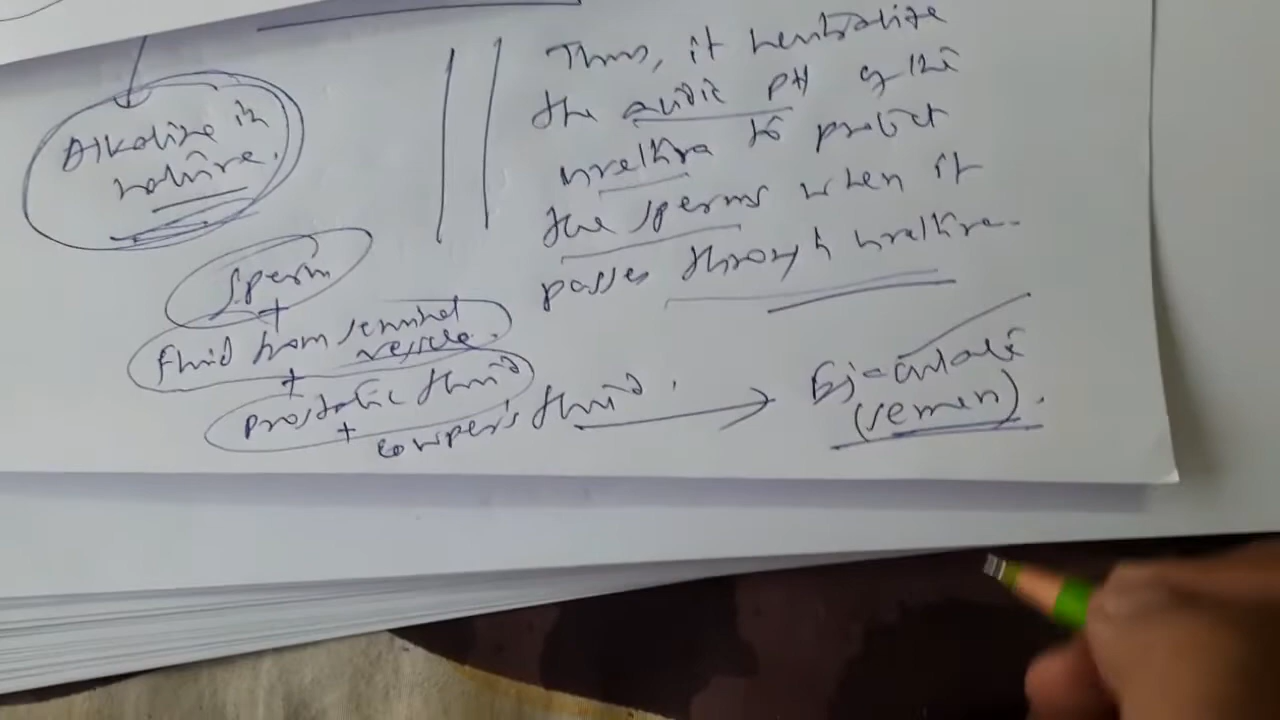 Alkaline in
nature.
Thus, it neutralize
the acidic pH of the
urethra to protect
the sperms when it
passes through urethra.
sperm
+
fluid from seminal
vesicle.
+
prostatic fluid
+
cowper's fluid.
→ Ejaculate
(semen).